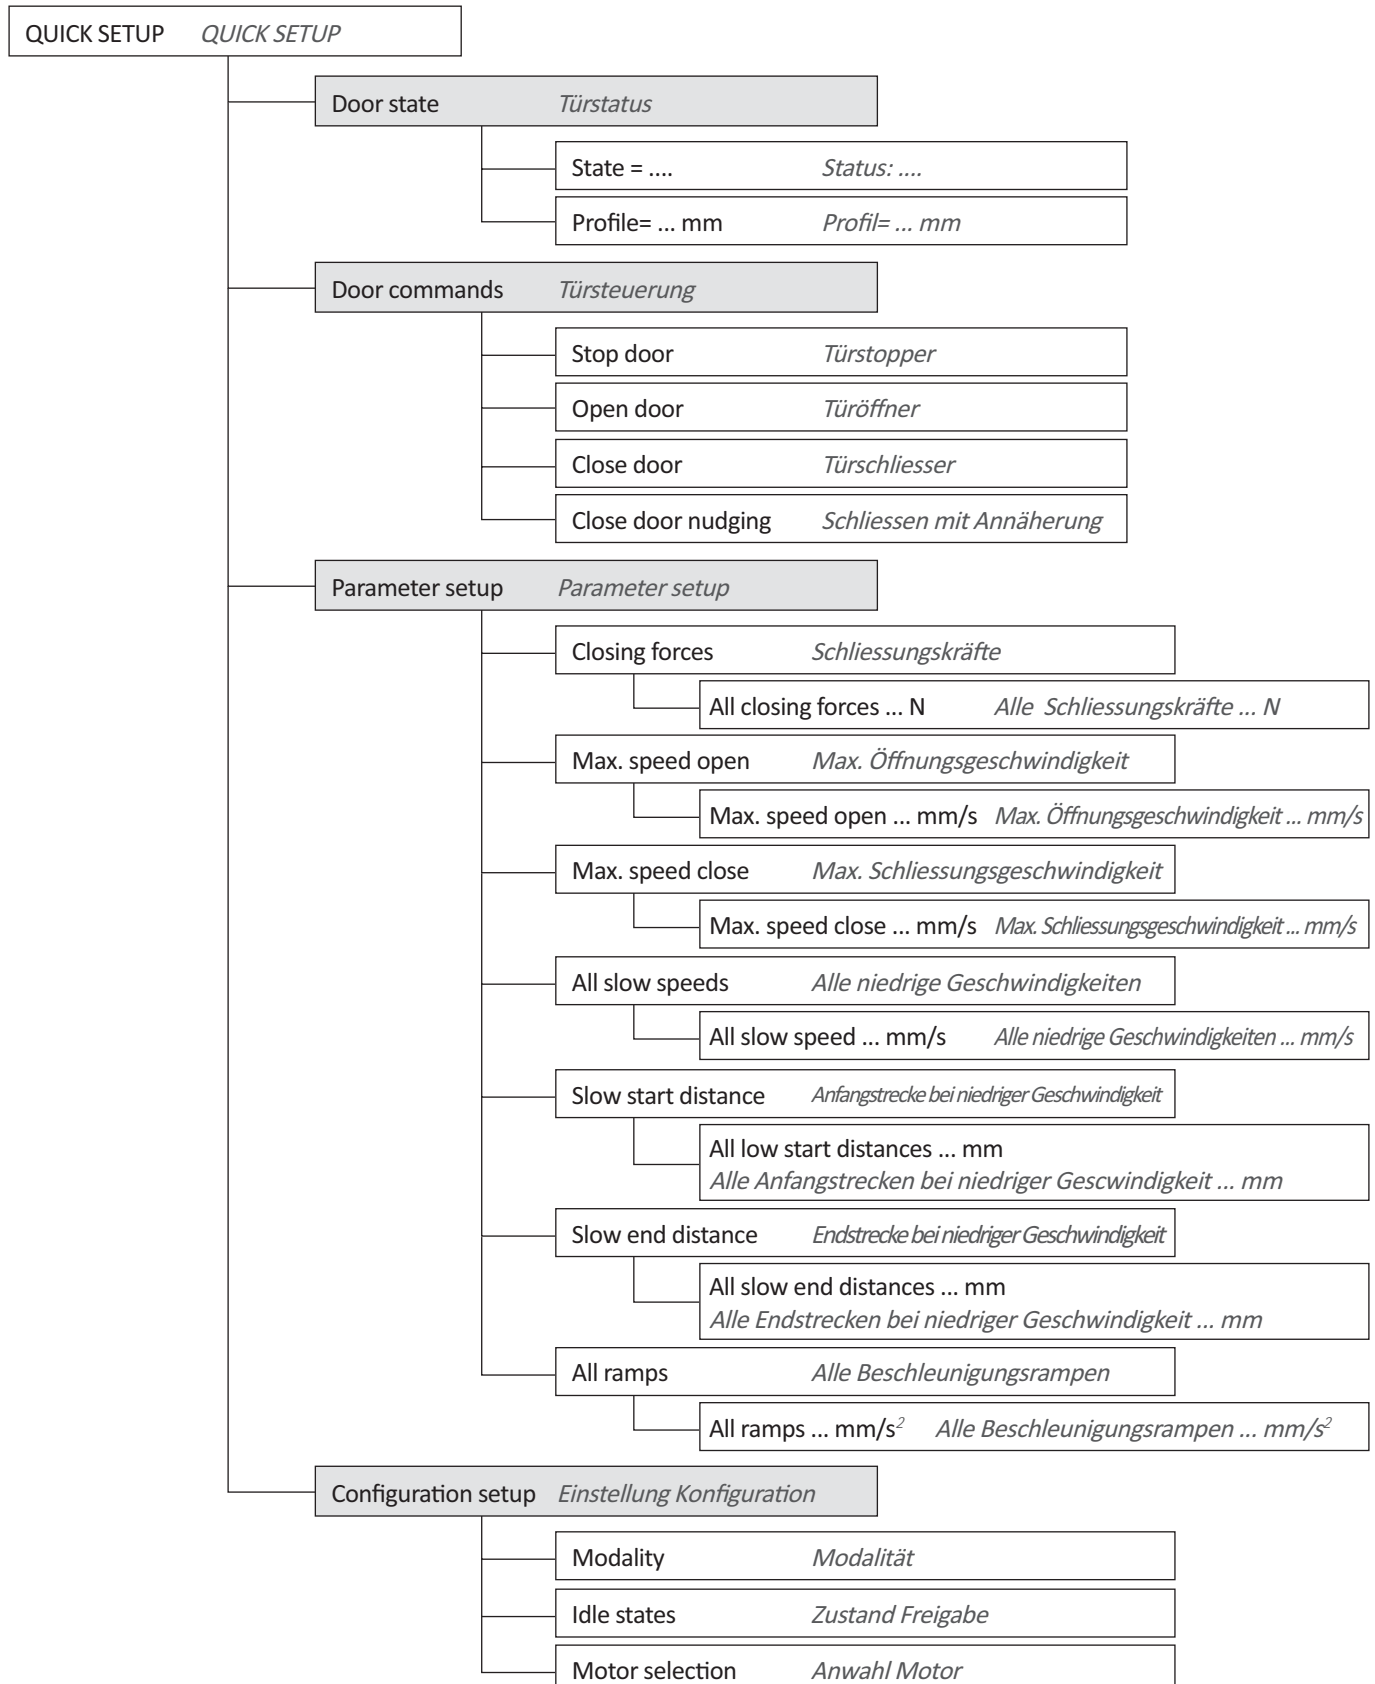 QUICK SETUP QUICK SETUP
Door state Türstatus
State = .... Status: ....
Profile= ... mm Profil= ... mm
Door commands Türsteuerung
Stop door Türstopper
Open door Türöffner
Close door Türschliesser
Close door nudging Schliessen mit Annäherung
Parameter setup Parameter setup
Closing forces Schliessungskräfte
All closing forces ... N Alle Schliessungskräfte ... N
Max. speed open Max. Öffnungsgeschwindigkeit
Max. speed open ... mm/s Max. Öffnungsgeschwindigkeit ... mm/s
Max. speed close Max. Schliessungsgeschwindigkeit
Max. speed close ... mm/s Max. Schliessungsgeschwindigkeit ... mm/s
All slow speeds Alle niedrige Geschwindigkeiten
All slow speed ... mm/s Alle niedrige Geschwindigkeiten ... mm/s
Slow start distance Anfangstrecke bei niedriger Geschwindigkeit
All low start distances ... mm
Alle Anfangstrecken bei niedriger Gescwindigkeit ... mm
Slow end distance Endstrecke bei niedriger Geschwindigkeit
All slow end distances ... mm
Alle Endstrecken bei niedriger Geschwindigkeit ... mm
All ramps Alle Beschleunigungsrampen
All ramps ... mm/s² Alle Beschleunigungsrampen ... mm/s²
Configuration setup Einstellung Konfiguration
Modality Modalität
Idle states Zustand Freigabe
Motor selection Anwahl Motor